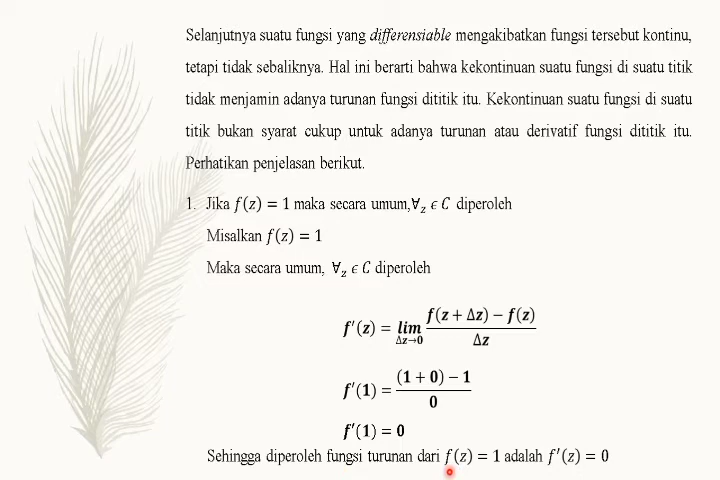 Selanjutnya suatu fungsi yang differensiable mengakibatkan fungsi tersebut kontinu,
tetapi tidak sebaliknya. Hal ini berarti bahwa kekontinuan suatu fungsi di suatu titik
tidak menjamin adanya turunan fungsi dititik itu. Kekontinuan suatu fungsi di suatu
titik bukan syarat cukup untuk adanya turunan atau derivatif fungsi dititik itu.
Perhatikan penjelasan berikut.
1. Jika f(z) = 1 maka secara umum,∀z ϵ C diperoleh
Misalkan f(z) = 1
Maka secara umum, ∀z ϵ C diperoleh
f′(z) = lim Δz→0 (f(z + Δz) − f(z)) / Δz
f′(1) = ((1 + 0) − 1) / 0
f′(1) = 0
Sehingga diperoleh fungsi turunan dari f(z) = 1 adalah f′(z) = 0